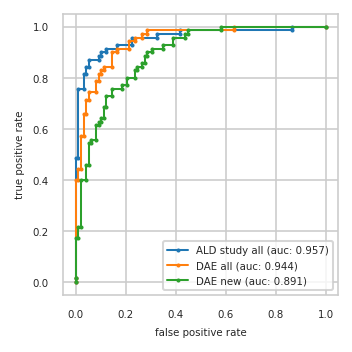 1.0
0.8
0.6
0.4
0.2
0.0
true positive rate
ALD study all (auc: 0.957)
DAE all (auc: 0.944)
DAE new (auc: 0.891)
0.0 0.2 0.4 0.6 0.8 1.0
false positive rate